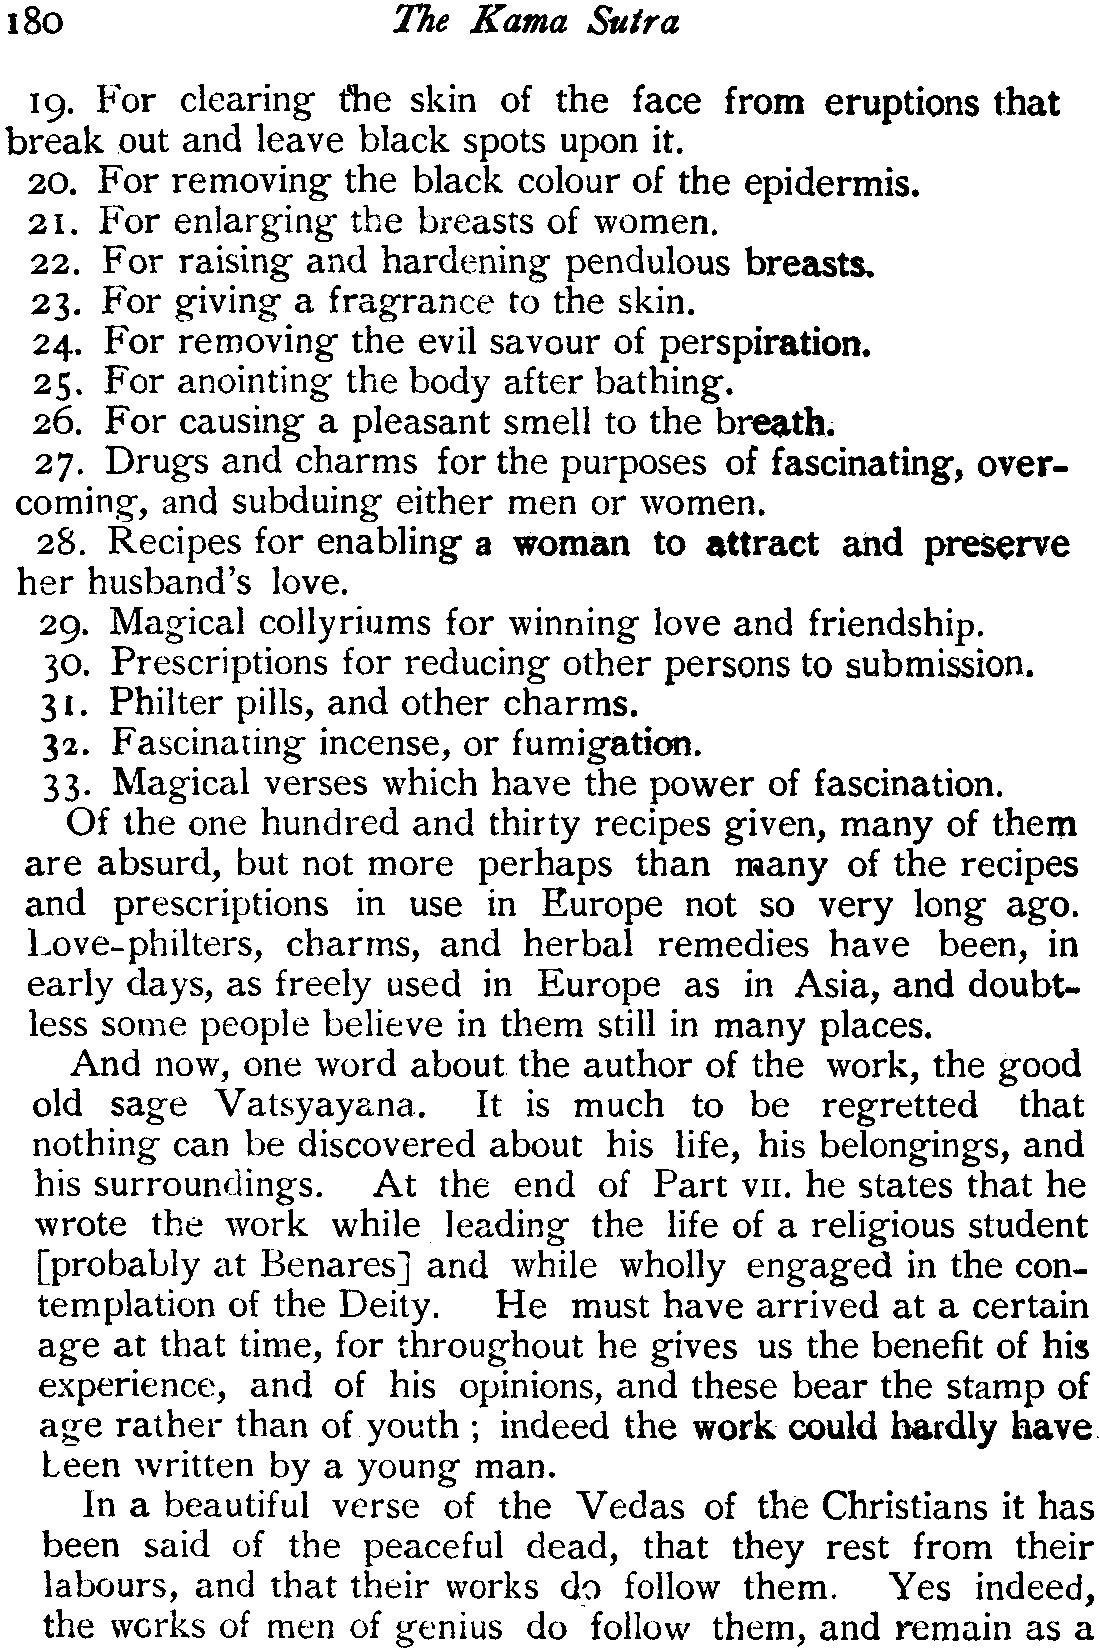 180 The Kama Sutra
19. For clearing the skin of the face from eruptions that
break out and leave black spots upon it.
20. For removing the black colour of the epidermis.
21. For enlarging the breasts of women.
22. For raising and hardening pendulous breasts.
23. For giving a fragrance to the skin.
24. For removing the evil savour of perspiration.
25. For anointing the body after bathing.
26. For causing a pleasant smell to the breath.
27. Drugs and charms for the purposes of fascinating, over-
coming, and subduing either men or women.
28. Recipes for enabling a woman to attract and preserve
her husband's love.
29. Magical collyriums for winning love and friendship.
30. Prescriptions for reducing other persons to submission.
31. Philter pills, and other charms.
32. Fascinating incense, or fumigation.
33. Magical verses which have the power of fascination.
Of the one hundred and thirty recipes given, many of them
are absurd, but not more perhaps than many of the recipes
and prescriptions in use in Europe not so very long ago.
Love-philters, charms, and herbal remedies have been, in
early days, as freely used in Europe as in Asia, and doubt-
less some people believe in them still in many places.
And now, one word about the author of the work, the good
old sage Vatsyayana. It is much to be regretted that
nothing can be discovered about his life, his belongings, and
his surroundings. At the end of Part VII. he states that he
wrote the work while leading the life of a religious student
[probably at Benares] and while wholly engaged in the con-
templation of the Deity. He must have arrived at a certain
age at that time, for throughout he gives us the benefit of his
experience, and of his opinions, and these bear the stamp of
age rather than of youth ; indeed the work could hardly have
been written by a young man.
In a beautiful verse of the Vedas of the Christians it has
been said of the peaceful dead, that they rest from their
labours, and that their works do follow them. Yes indeed,
the works of men of genius do follow them, and remain as a